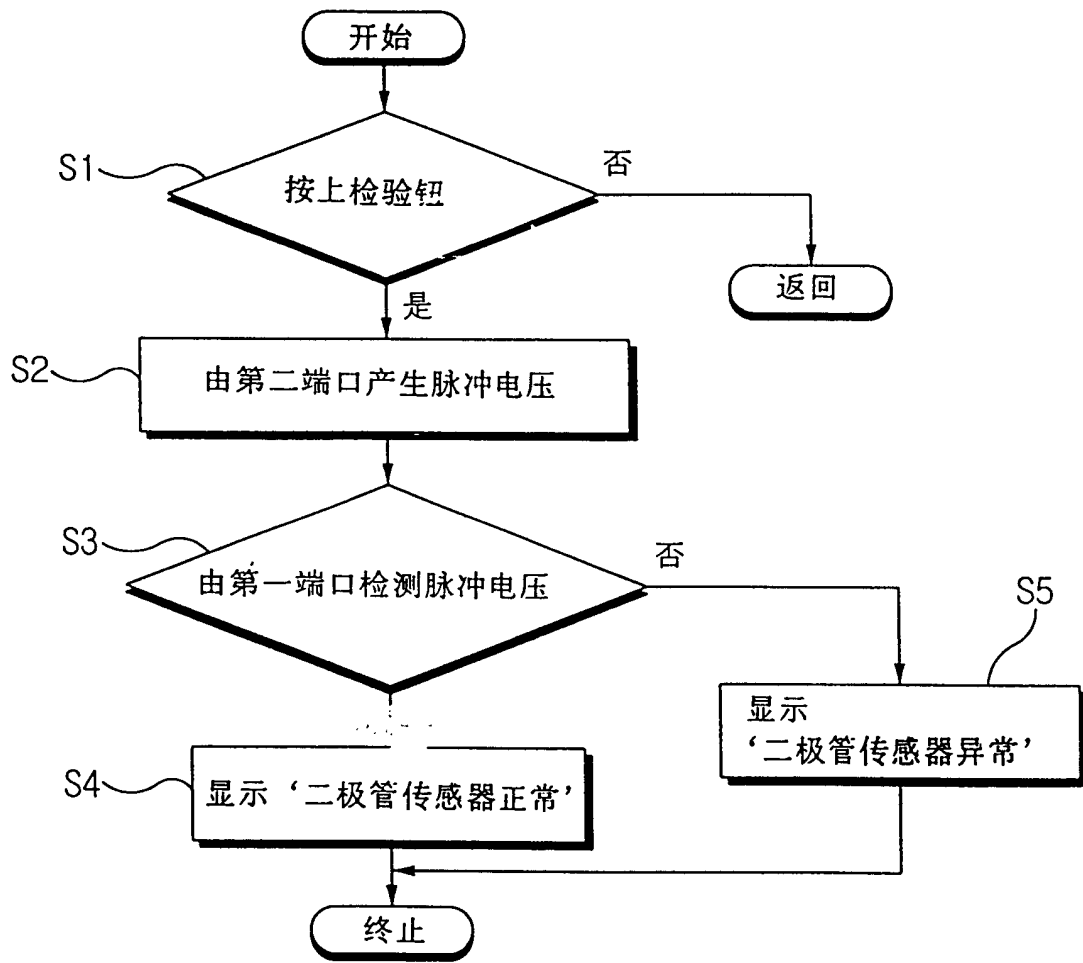 开始
S1
按上检验钮
否
返回
是
S2
由第二端口产生脉冲电压
S3
由第一端口检测脉冲电压
否
S5
显示
‘二极管传感器异常’
S4
显示‘二极管传感器正常’
终止